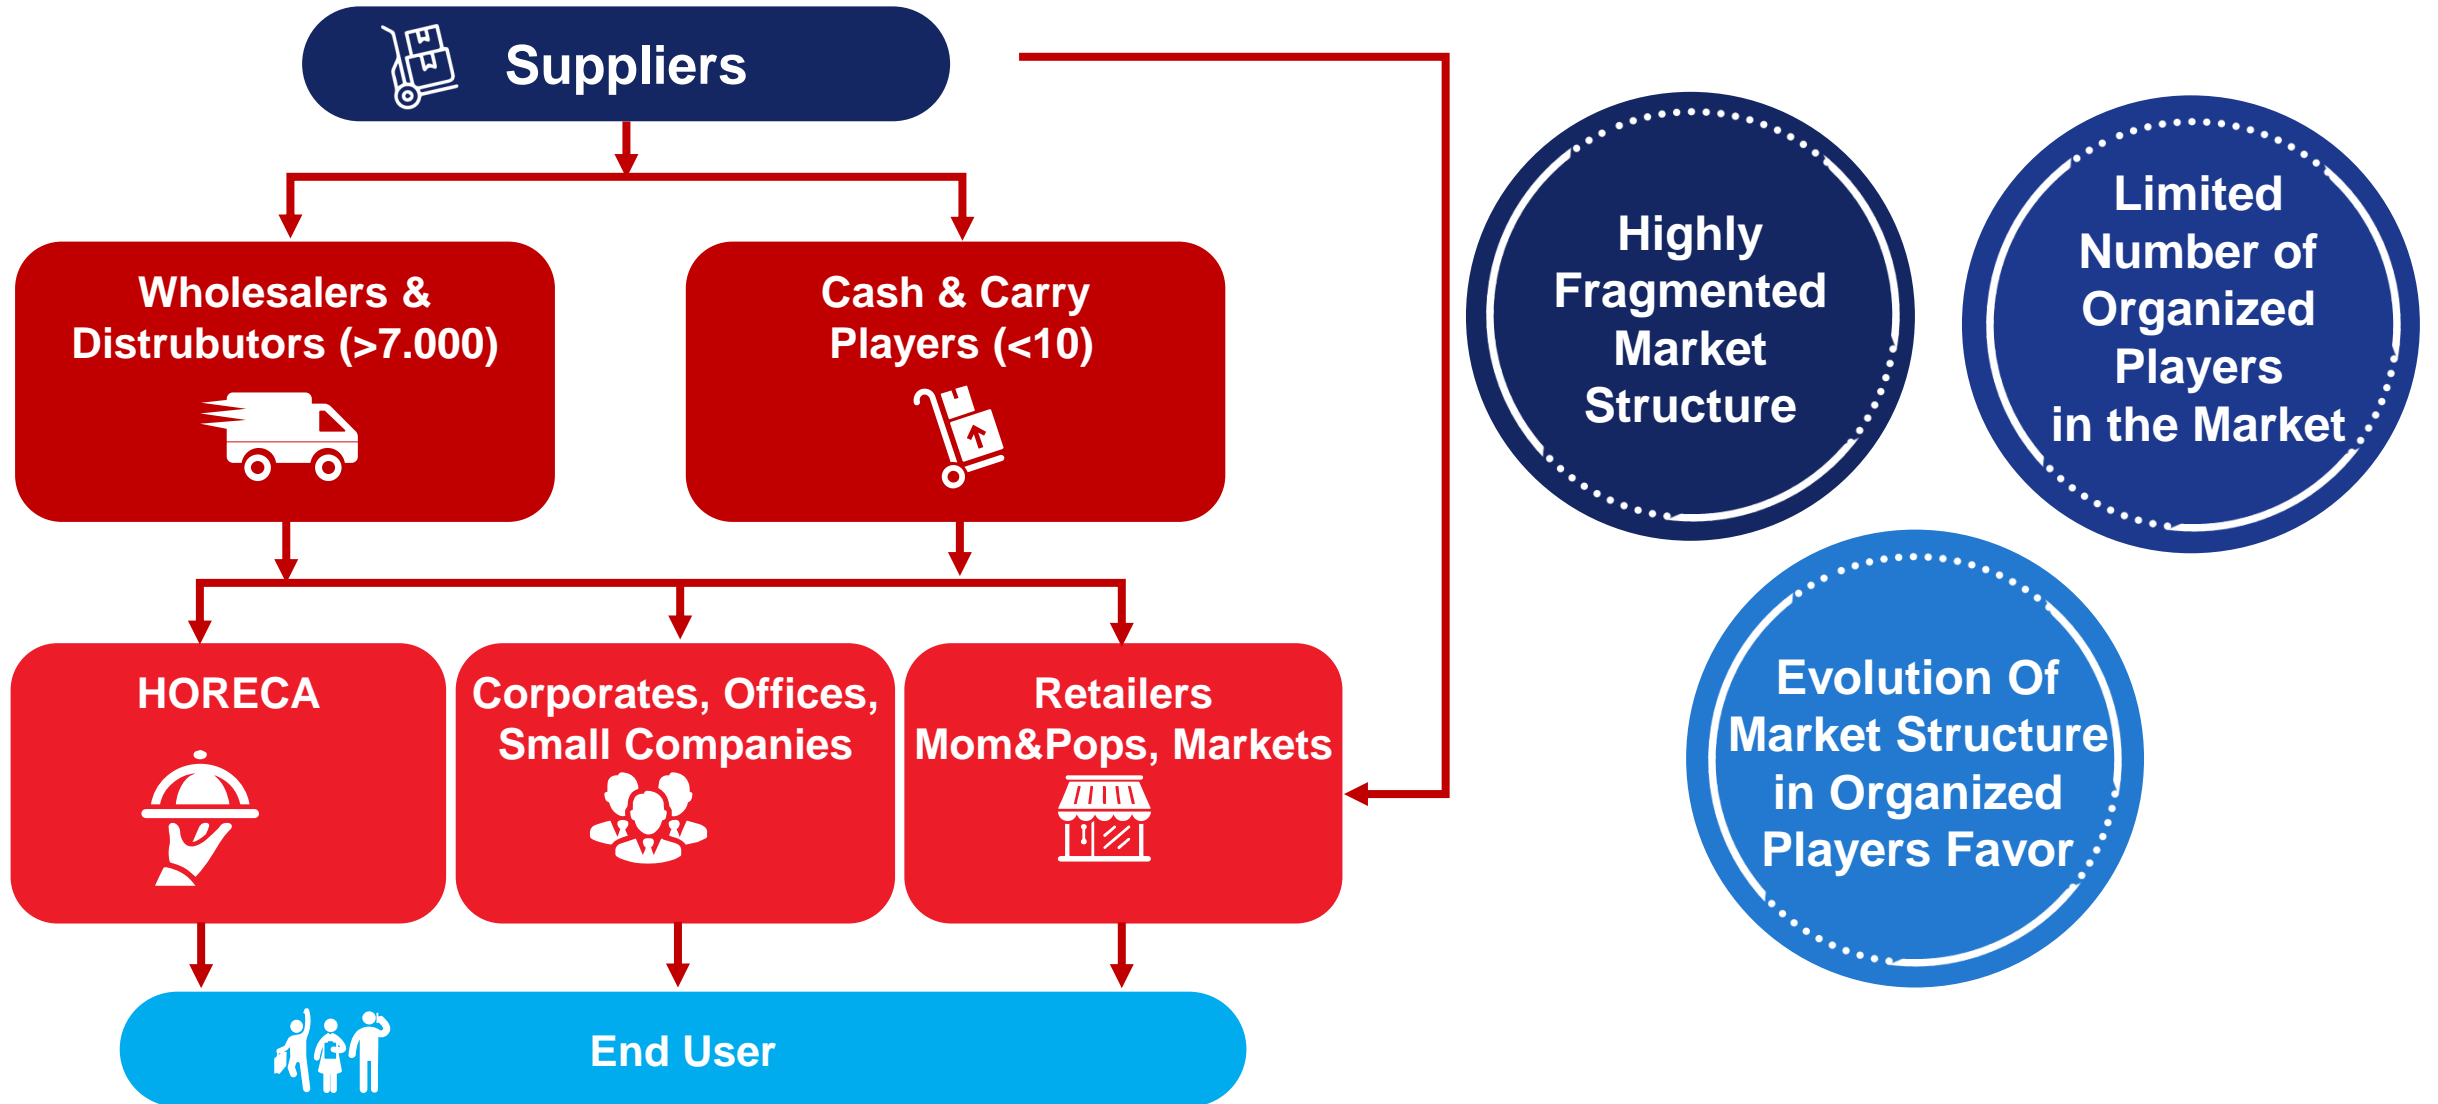 Suppliers
Wholesalers &
Distrubutors (>7.000)
Cash & Carry
Players (<10)
HORECA
Corporates, Offices,
Small Companies
Retailers
Mom&Pops, Markets
End User
Highly
Fragmented
Market
Structure
Limited
Number of
Organized
Players
in the Market
Evolution Of
Market Structure
in Organized
Players Favor